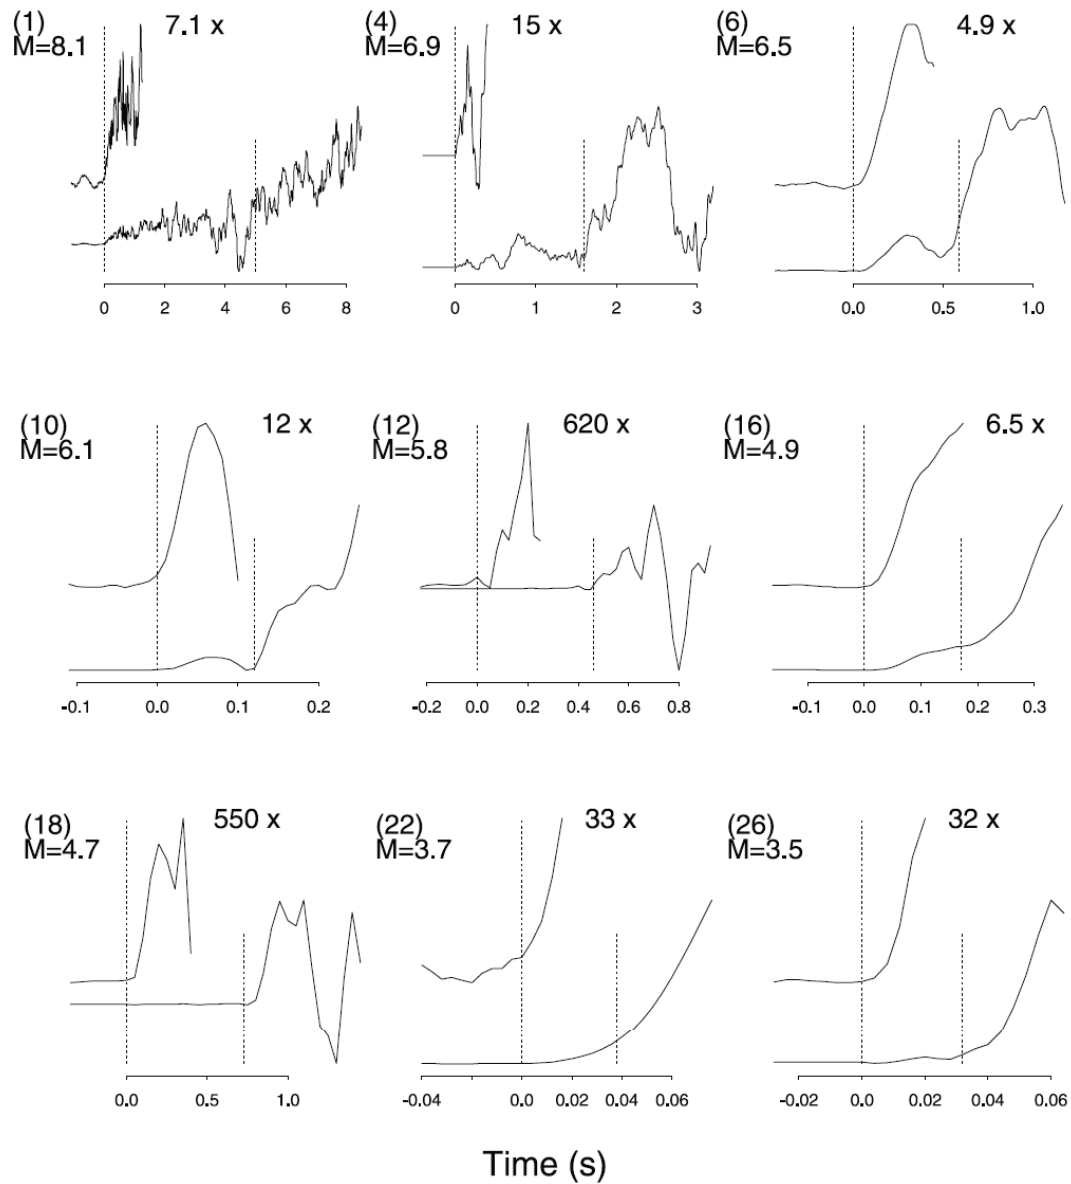 (1) 7.1 x
M=8.1
(4) 15 x
M=6.9
(6) 4.9 x
M=6.5
0 2 4 6 8
0 1 2 3
0.0 0.5 1.0
(10) 12 x
M=6.1
(12) 620 x
M=5.8
(16) 6.5 x
M=4.9
-0.1 0.0 0.1 0.2
-0.2 0.0 0.2 0.4 0.6 0.8
-0.1 0.0 0.1 0.2 0.3
(18) 550 x
M=4.7
(22) 33 x
M=3.7
(26) 32 x
M=3.5
0.0 0.5 1.0
-0.04 0.0 0.02 0.04 0.06
-0.02 0.0 0.02 0.04 0.06
Time (s)